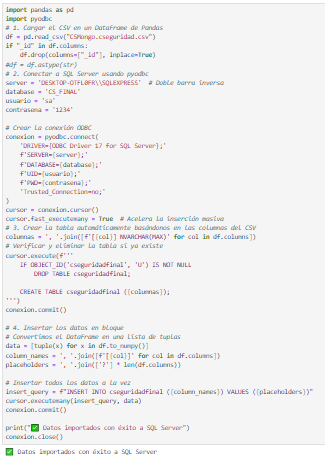 import pandas as pd
import pyodbc
# 1. Cargar el CSV en un DataFrame de Pandas
df = pd.read_csv("CSMongo.cseguridad.csv")
if "_id" in df.columns:
    df.drop(columns=["_id"], inplace=True)
#df = df.astype(str)
# 2. Conectar a SQL Server usando pyodbc
server = 'DESKTOP-OTFL0FR\\SQLEXPRESS'  # Doble barra inversa
database = 'CS_FINAL'
usuario = 'sa'
contrasena = '1234'

# Crear la conexión ODBC
conexion = pyodbc.connect(
    'DRIVER={ODBC Driver 17 for SQL Server};'
    f'SERVER={server};'
    f'DATABASE={database};'
    f'UID={usuario};'
    f'PWD={contrasena};'
    'Trusted_Connection=no;'
)
cursor = conexion.cursor()
cursor.fast_executemany = True  # Acelera la inserción masiva
# 3. Crear la tabla automáticamente basándonos en las columnas del CSV
columnas = ', '.join([f'[{col}] NVARCHAR(MAX)' for col in df.columns])
# Verificar y eliminar la tabla si ya existe
cursor.execute(f'''
    IF OBJECT_ID('cseguridadfinal', 'U') IS NOT NULL
        DROP TABLE cseguridadfinal;

    CREATE TABLE cseguridadfinal ({columnas});
''')
conexion.commit()

# 4. Insertar los datos en bloque
# Convertimos el DataFrame en una lista de tuplas
data = [tuple(x) for x in df.to_numpy()]
column_names = ', '.join([f'[{col}]' for col in df.columns])
placeholders = ', '.join(['?'] * len(df.columns))

# Insertar todos los datos a la vez
insert_query = f"INSERT INTO cseguridadfinal ({column_names}) VALUES ({placeholders})"
cursor.executemany(insert_query, data)
conexion.commit()

print("✅ Datos importados con éxito a SQL Server")
conexion.close()
✅ Datos importados con éxito a SQL Server